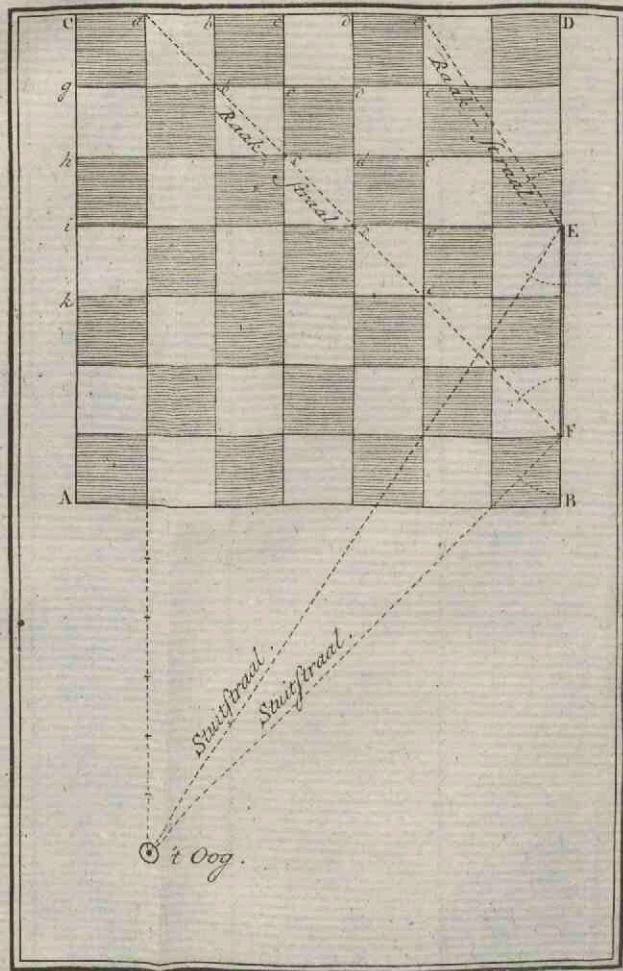 C a b c d e D
g b c d e
h c d e
i d e E
k e
F
A B
Raak-
ſtraal.
Raak-
ſtraal.
Stuitſtraal.
Stuitſtraal.
't Oog.